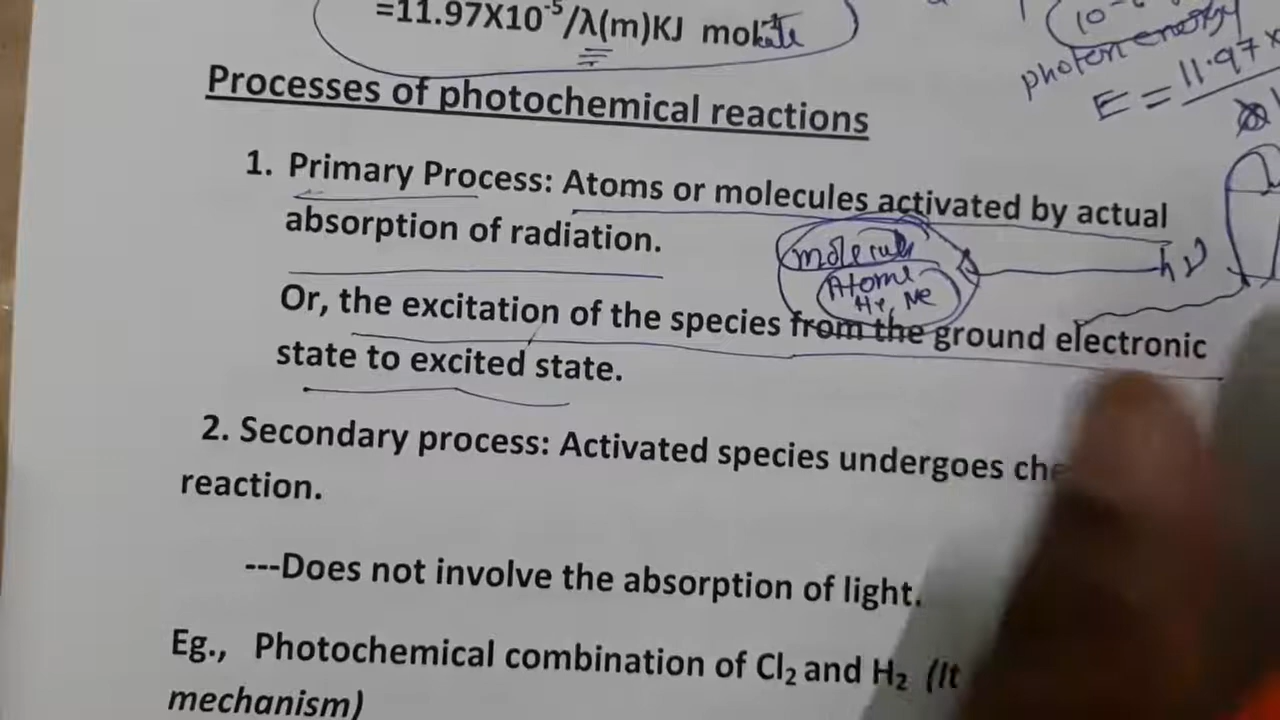 =11.97X10⁻⁵/λ(m)KJ
photon energy
E = 11.97 x
Processes of photochemical reactions
1. Primary Process: Atoms or molecules activated by actual
absorption of radiation.
molecule
Atoms
Ne
hν
Or, the excitation of the species from the ground electronic
state to excited state.
2. Secondary process: Activated species undergoes che
reaction.
---Does not involve the absorption of light.
Eg., Photochemical combination of Cl₂ and H₂ (It
mechanism)